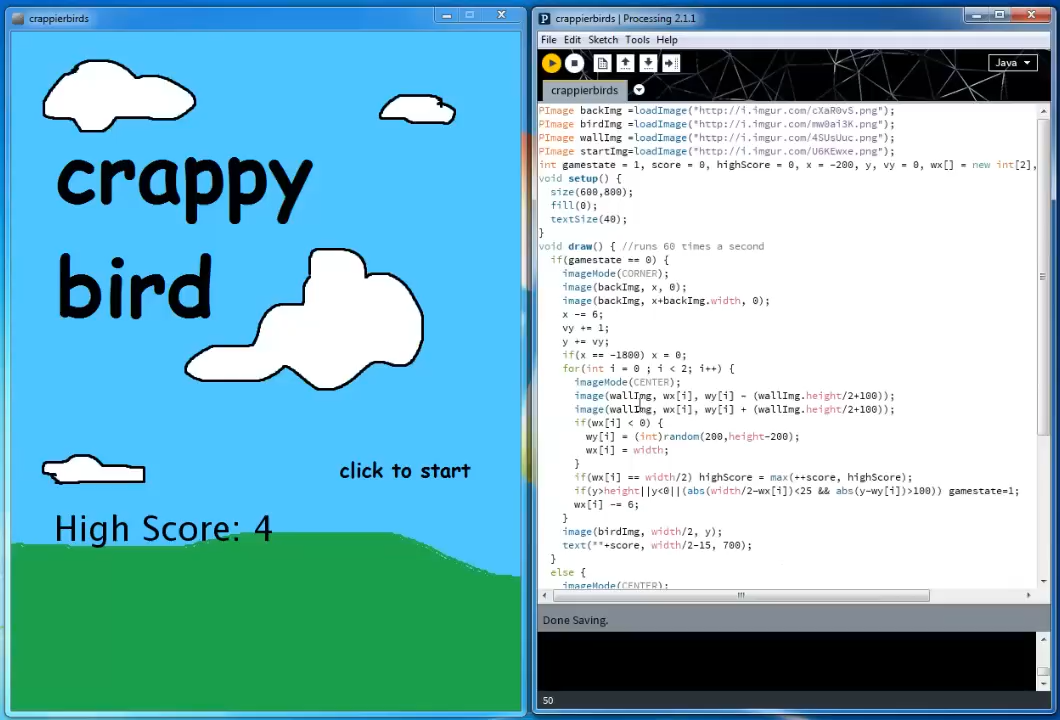 crappierbirds
crappy
bird
click to start
High Score: 4
crappierbirds | Processing 2.1.1
File Edit Sketch Tools Help
Java
crappierbirds
PImage backImg =loadImage("http://i.imgur.com/cXaR0vS.png");
PImage birdImg =loadImage("http://i.imgur.com/mw0ai3K.png");
PImage wallImg =loadImage("http://i.imgur.com/4SUsUuc.png");
PImage startImg=loadImage("http://i.imgur.com/U6KEwxe.png");
int gamestate = 1, score = 0, highScore = 0, x = -200, y, vy = 0, wx[] = new int[2],
void setup() {
size(600,800);
fill(0);
textSize(40);
}
void draw() { //runs 60 times a second
if(gamestate == 0) {
imageMode(CORNER);
image(backImg, x, 0);
image(backImg, x+backImg.width, 0);
x -= 6;
vy += 1;
y += vy;
if(x == -1800) x = 0;
for(int i = 0 ; i < 2; i++) {
imageMode(CENTER);
image(wallImg, wx[i], wy[i] - (wallImg.height/2+100));
image(wallImg, wx[i], wy[i] + (wallImg.height/2+100));
if(wx[i] < 0) {
wy[i] = (int)random(200,height-200);
wx[i] = width;
}
if(wx[i] == width/2) highScore = max(++score, highScore);
if(y>height||y<0||(abs(width/2-wx[i])<25 && abs(y-wy[i])>100)) gamestate=1;
wx[i] -= 6;
}
image(birdImg, width/2, y);
text(""+score, width/2-15, 700);
}
else {
imageMode(CENTER);
Done Saving.
50